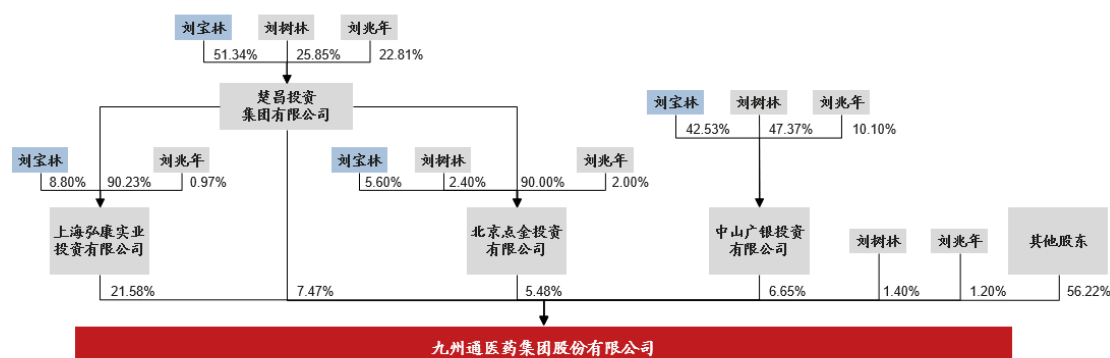 刘宝林 刘树林 刘兆年
51.34% 25.85% 22.81%
楚昌投资
集团有限公司
刘宝林 刘树林 刘兆年
42.53% 47.37% 10.10%
刘宝林 刘兆年 刘宝林 刘树林 刘兆年
8.80% 90.23% 0.97% 5.60% 2.40% 90.00% 2.00%
上海弘康实业
投资有限公司
北京点金投资
有限公司
中山广银投资
有限公司
刘树林 刘兆年 其他股东
21.58% 7.47% 5.48% 6.65% 1.40% 1.20% 56.22%
九州通医药集团股份有限公司